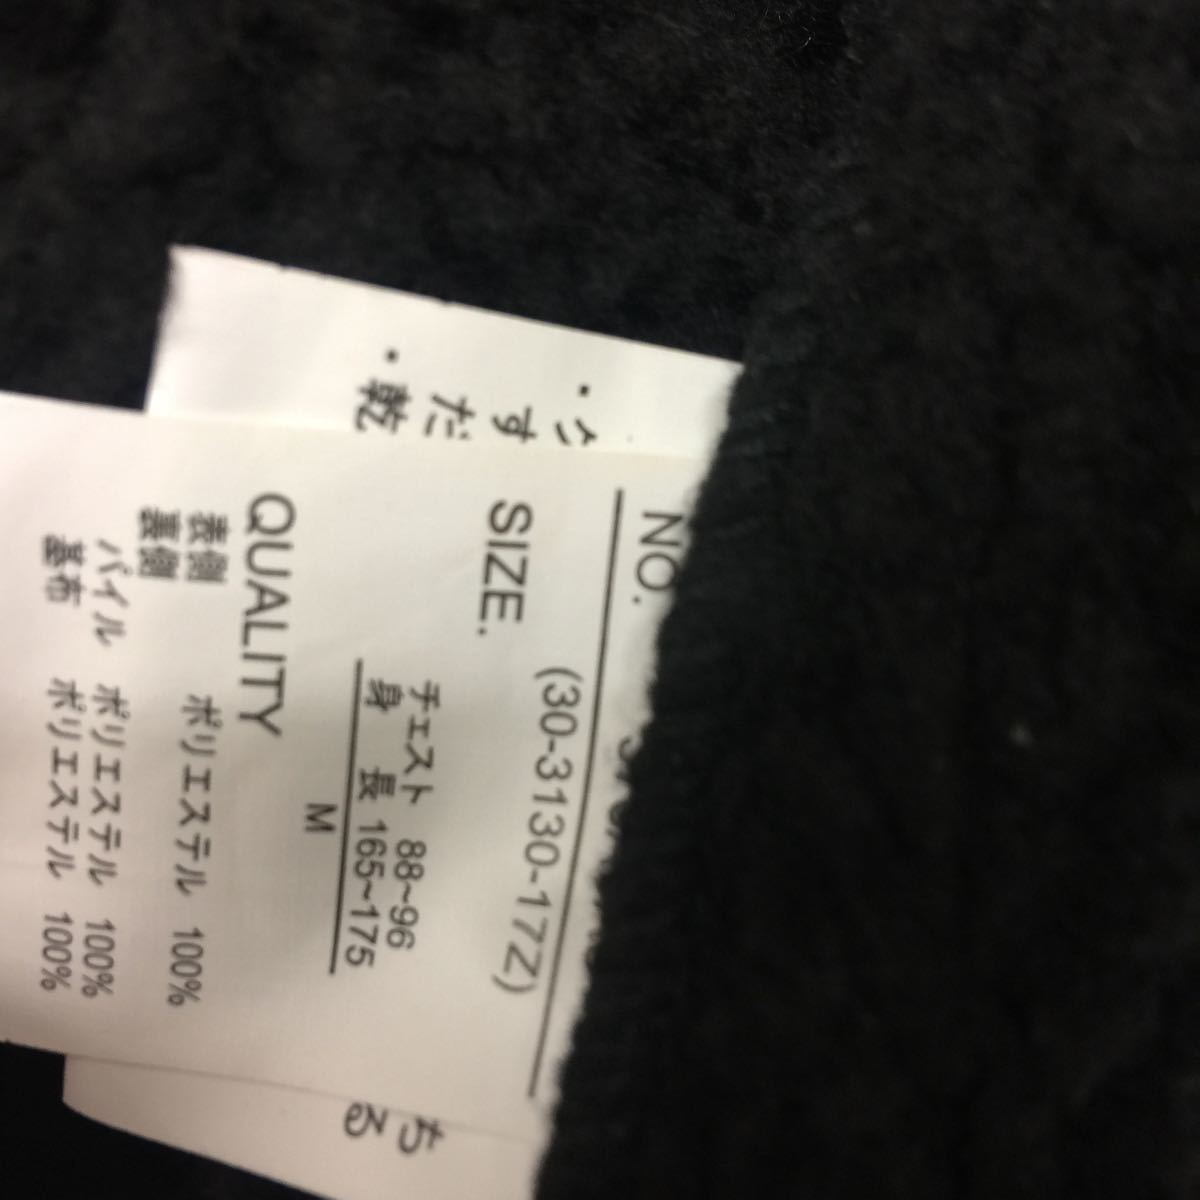 NO.
(30-3130-17Z)
SIZE.
チェスト 88~96
身 長 165~175
M
QUALITY
表側 ポリエステル 100%
裏側
パイル ポリエステル 100%
基布 ポリエステル 100%
・
す
だ
・乾
ち
る